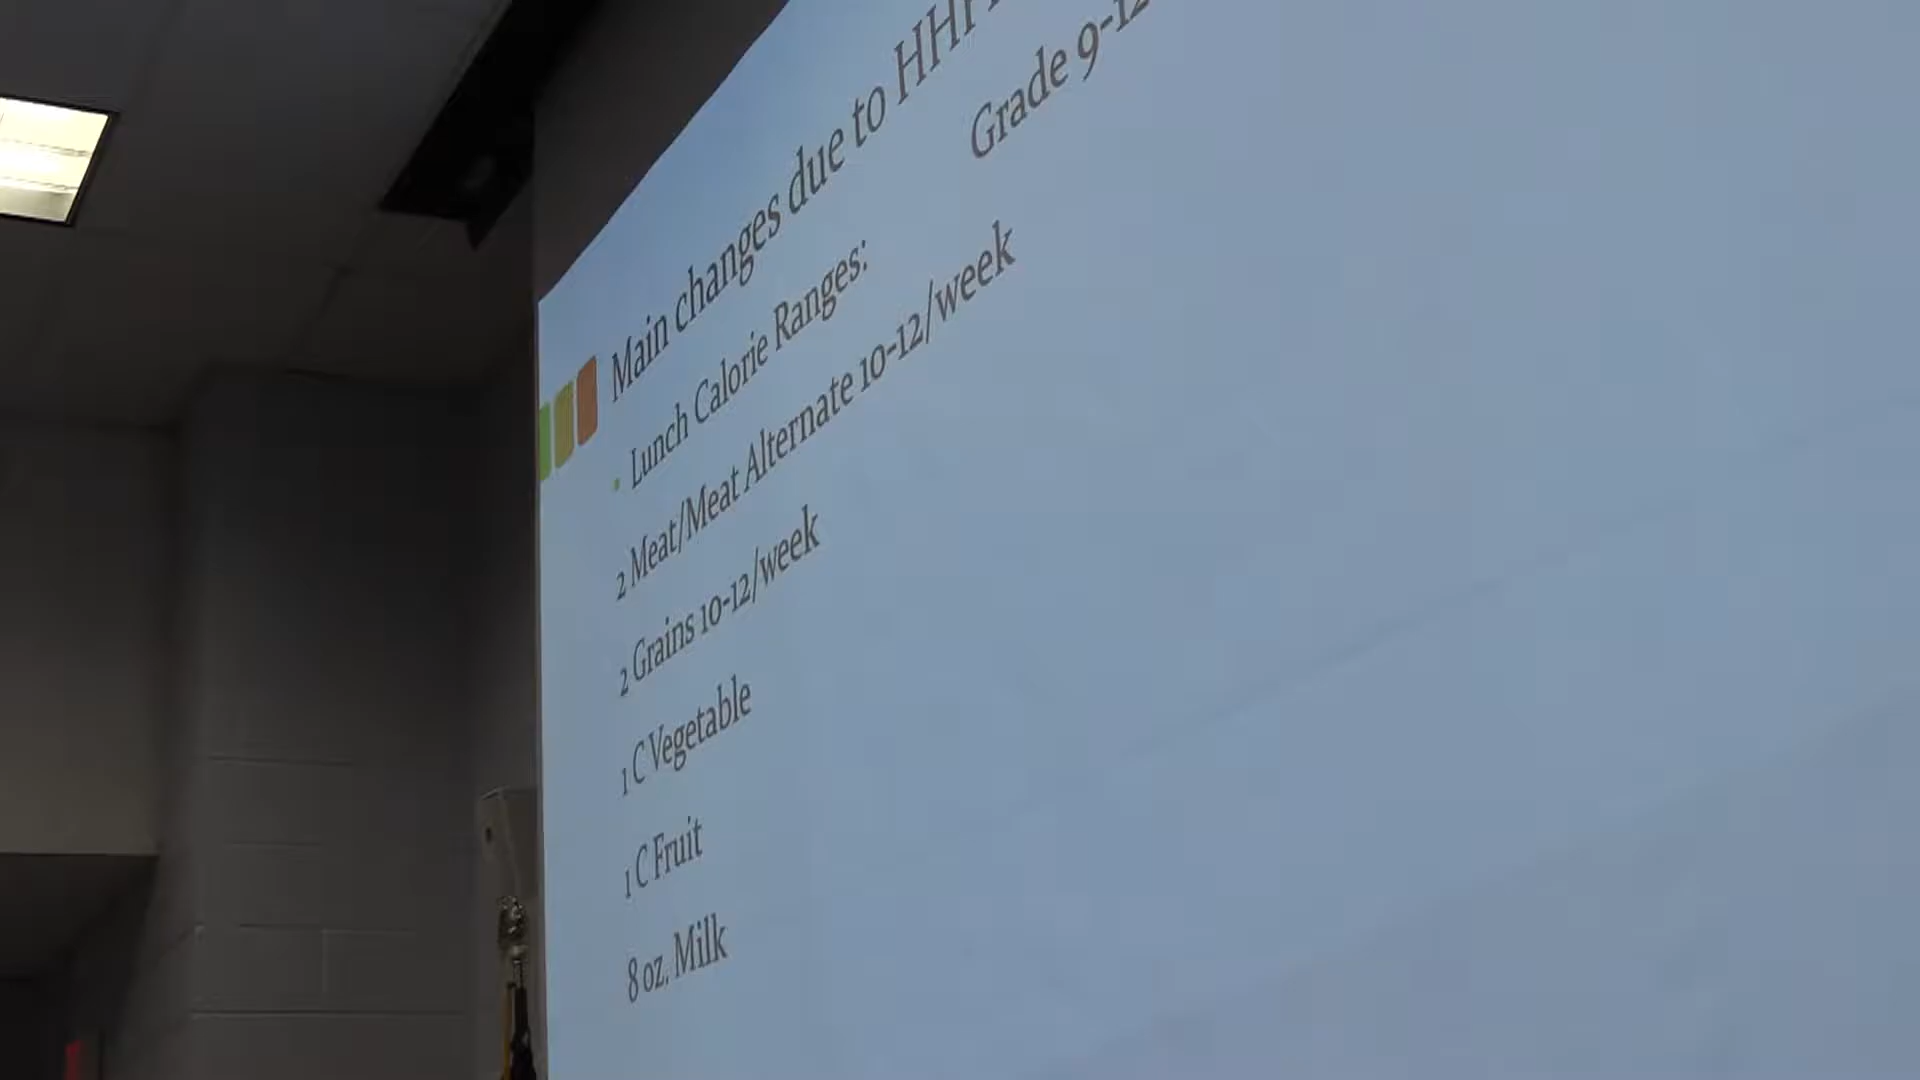 Main changes due to
Grade 9-12
• Lunch Calorie Ranges:
2 Meat/Meat Alternate 10-12/week
2 Grains 10-12/week
1 C Vegetable
1 C Fruit
8 oz. Milk